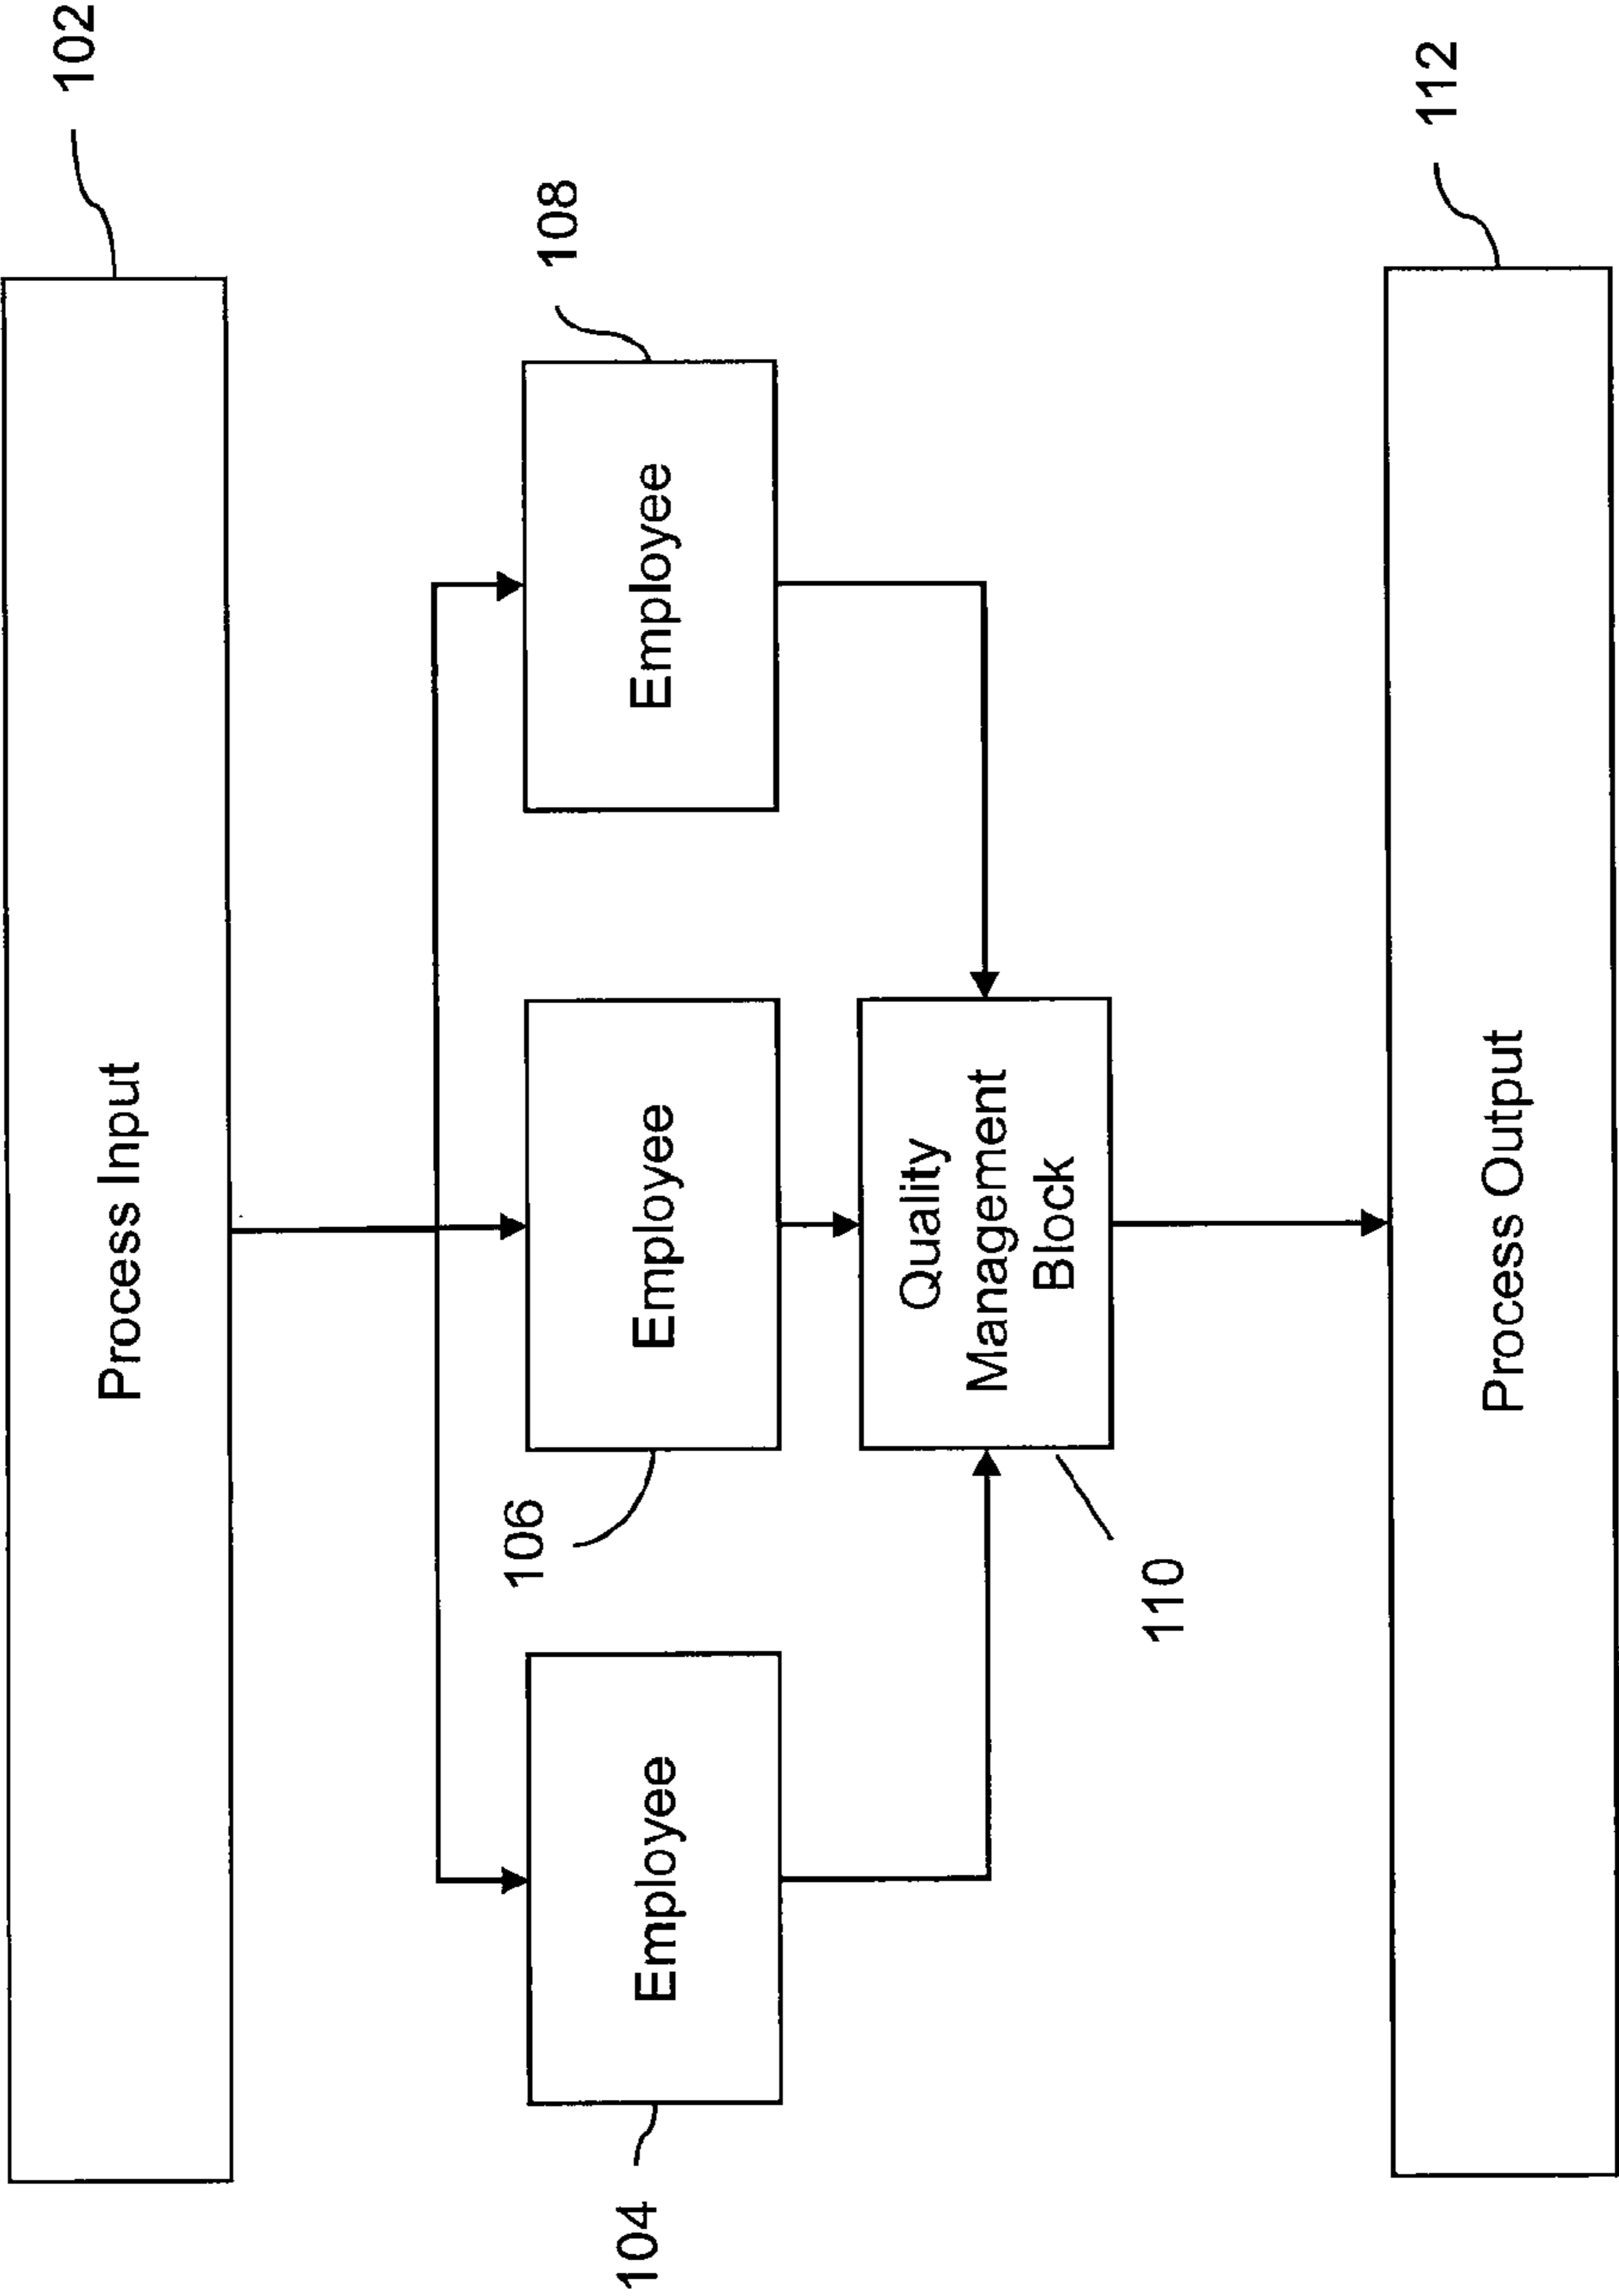 Process Input
102
Employee
104
Employee
106
Employee
108
Quality
Management
Block
110
Process Output
112